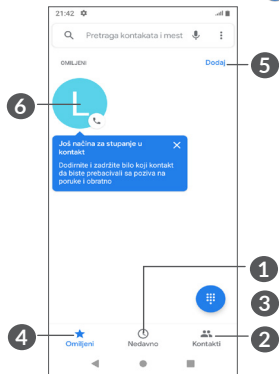 21:42
Pretraga kontakata i mest
OMILJENI
Dodaj
5
6
L
Još načina za stupanje u
kontakt
Dodirnite i zadržite bilo koji kontakt
da biste prebacivali sa poziva na
poruke i obratno
1
3
4
2
Omiljeni
Nedavno
Kontakti